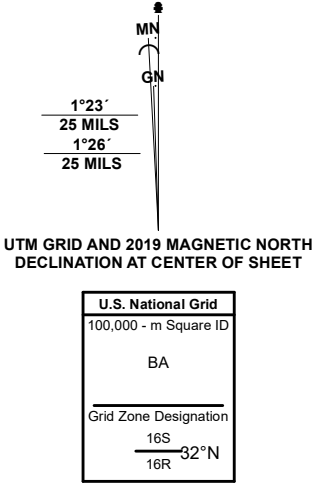 MN
GN
1°23´
25 MILS
1°26´
25 MILS
UTM GRID AND 2019 MAGNETIC NORTH
DECLINATION AT CENTER OF SHEET
U.S. National Grid
100,000 - m Square ID
BA
Grid Zone Designation
16S
32°N
16R